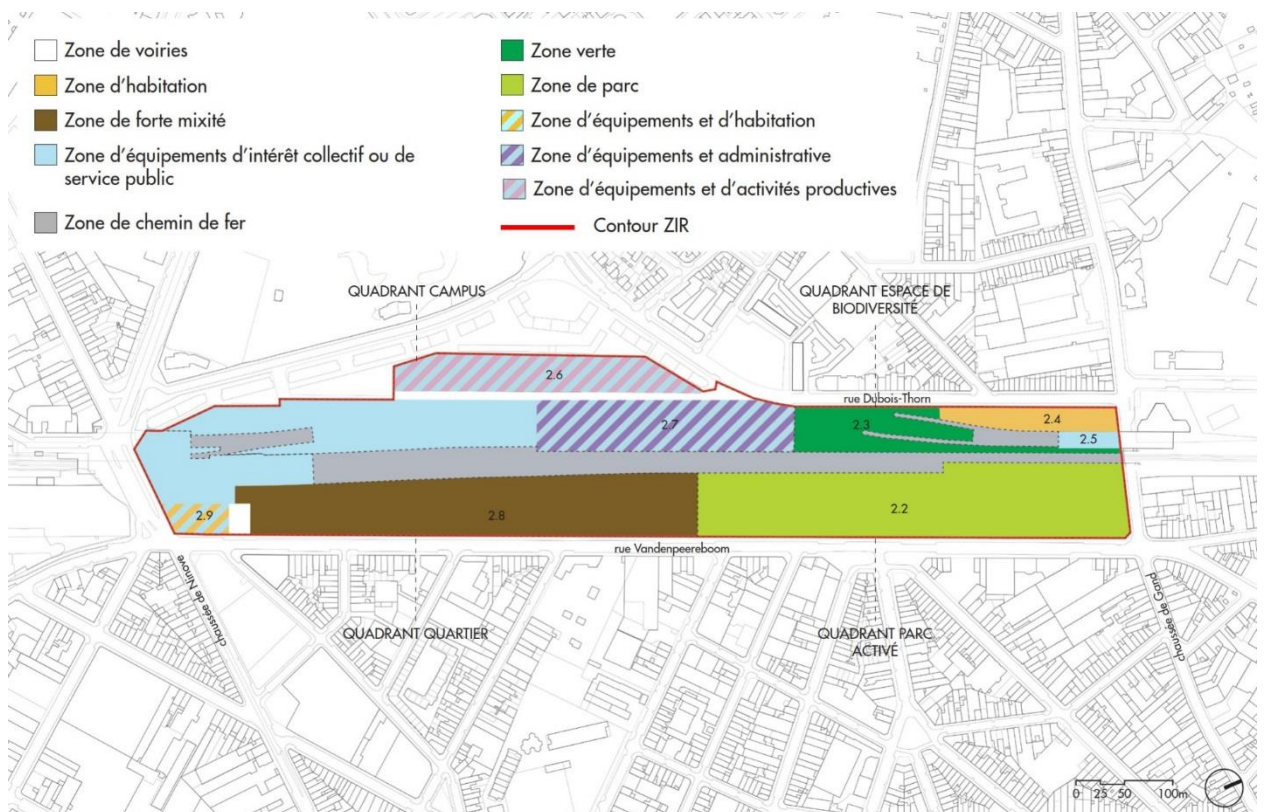 Zone de voiries
Zone d'habitation
Zone de forte mixité
Zone d'équipements d'intérêt collectif ou de
service public
Zone de chemin de fer
Zone verte
Zone de parc
Zone d'équipements et d'habitation
Zone d'équipements et administrative
Zone d'équipements et d'activités productives
Contour ZIR
QUADRANT CAMPUS
QUADRANT ESPACE DE
BIODIVERSITÉ
2.6
rue Dubois-Thorn
2.7
2.3
2.4
2.5
2.9
2.8
2.2
rue Vandenpeereboom
chaussée de Ninove
QUADRANT QUARTIER
QUADRANT PARC
ACTIVÉ
chaussée de Gand
0 25 50 100m